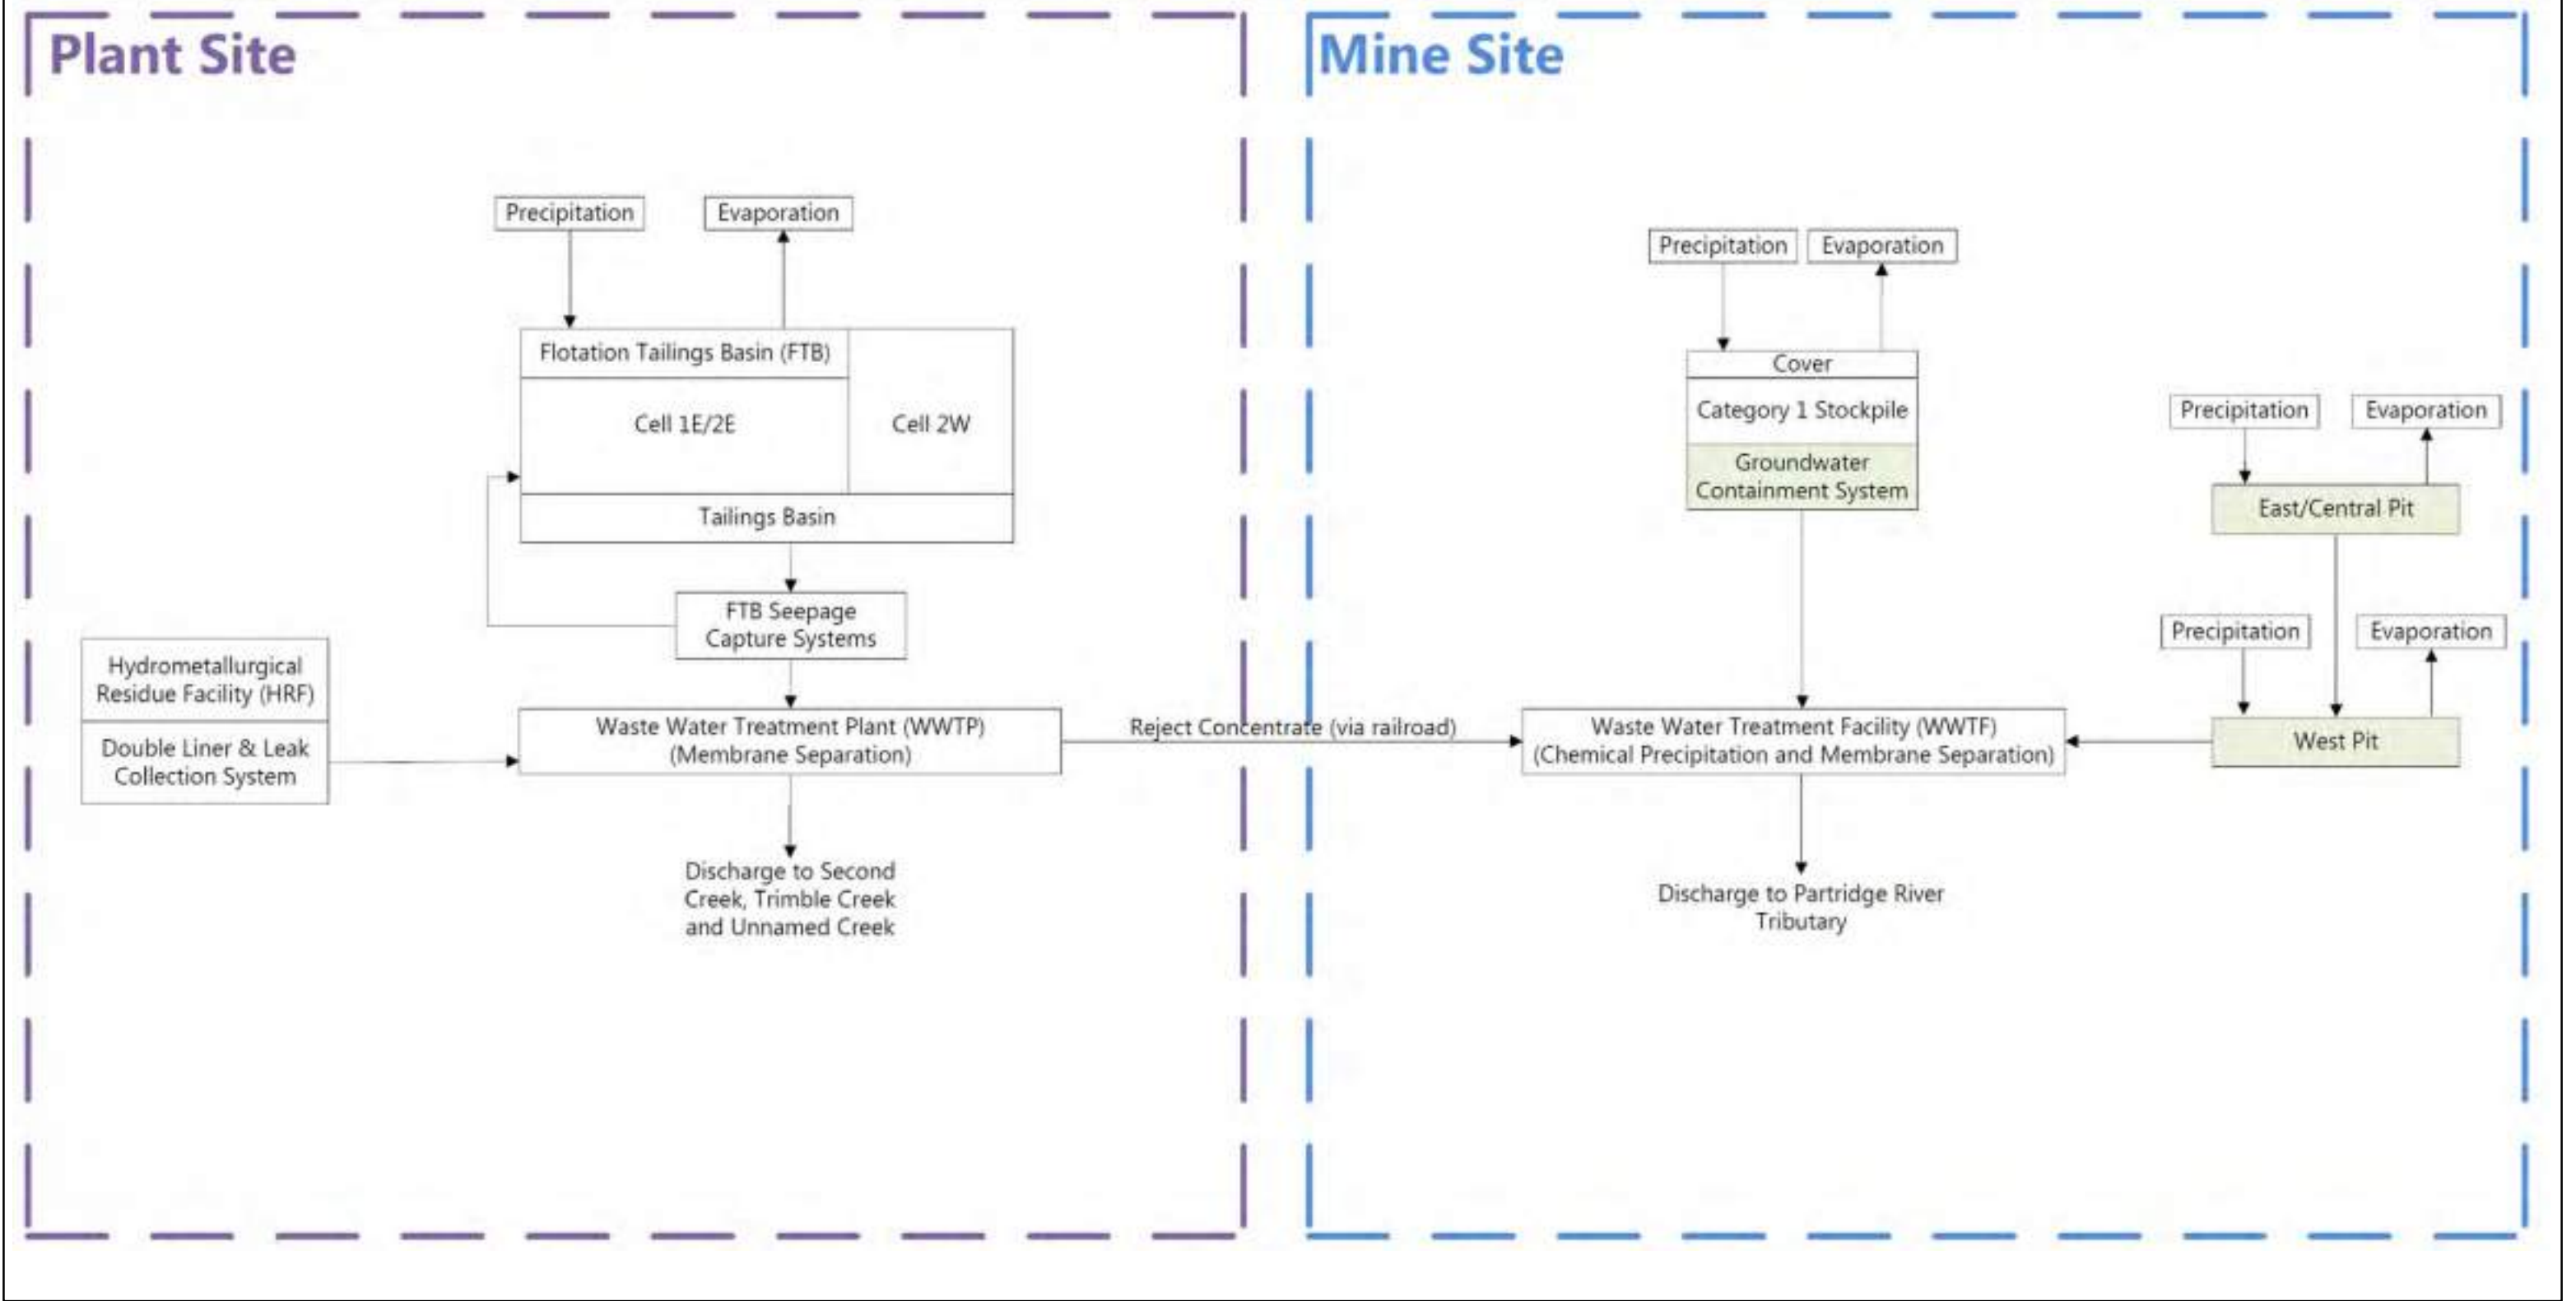 Plant Site
Precipitation
Evaporation
Flotation Tailings Basin (FTB)
Cell 1E/2E
Cell 2W
Tailings Basin
FTB Seepage
Capture Systems
Hydrometallurgical
Residue Facility (HRF)
Double Liner & Leak
Collection System
Waste Water Treatment Plant (WWTP)
(Membrane Separation)
Discharge to Second
Creek, Trimble Creek
and Unnamed Creek
Reject Concentrate (via railroad)
Mine Site
Precipitation
Evaporation
Cover
Category 1 Stockpile
Groundwater
Containment System
Precipitation
Evaporation
East/Central Pit
Precipitation
Evaporation
West Pit
Waste Water Treatment Facility (WWTF)
(Chemical Precipitation and Membrane Separation)
Discharge to Partridge River
Tributary